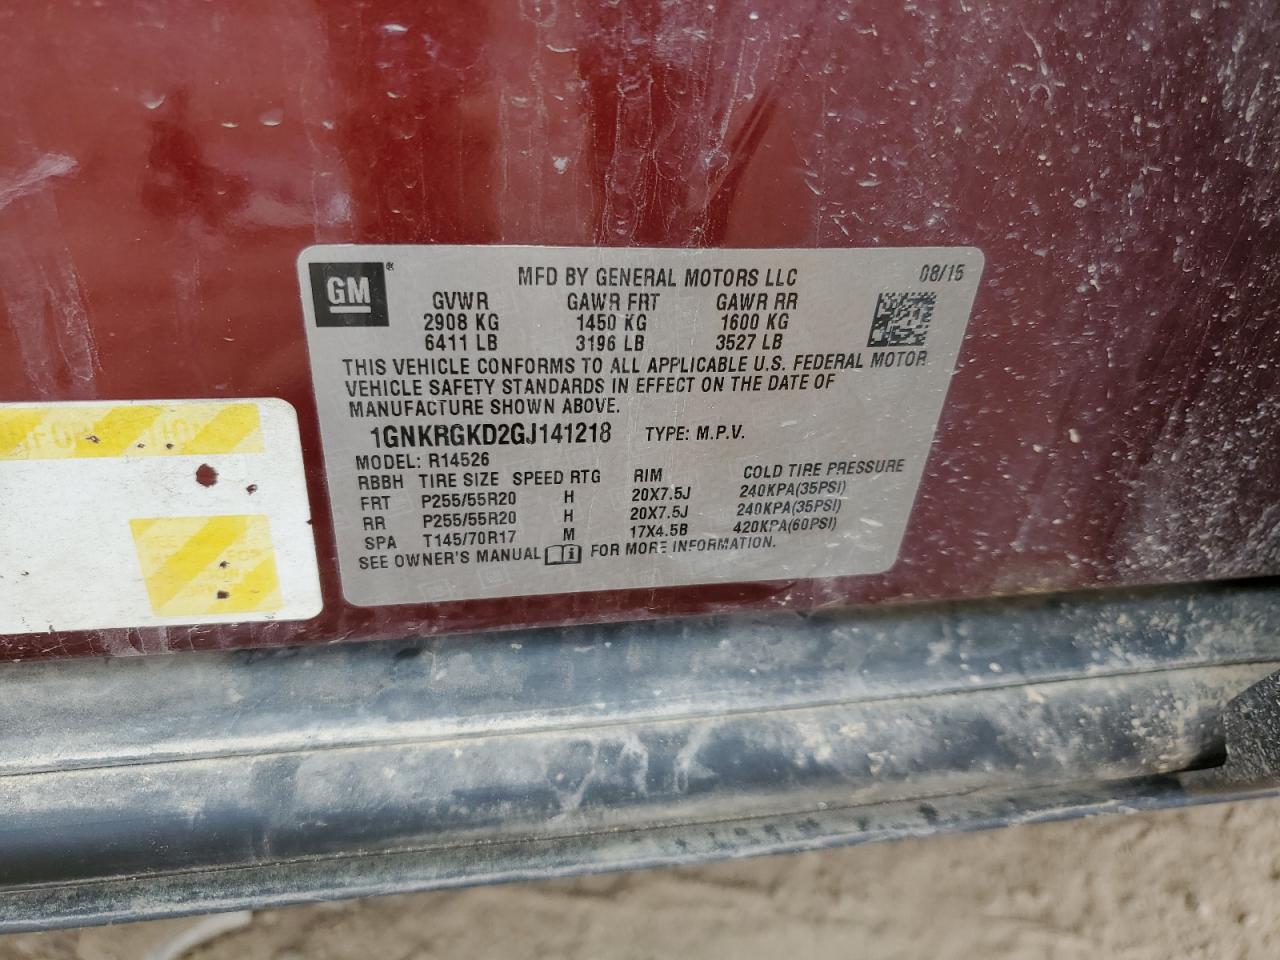 GM
MFD BY GENERAL MOTORS LLC 08/15
GVWR GAWR FRT GAWR RR
2908 KG 1450 KG 1600 KG
6411 LB 3196 LB 3527 LB
THIS VEHICLE CONFORMS TO ALL APPLICABLE U.S. FEDERAL MOTOR
VEHICLE SAFETY STANDARDS IN EFFECT ON THE DATE OF
MANUFACTURE SHOWN ABOVE.
1GNKRGKD2GJ141218 TYPE: M.P.V.
MODEL: R14526
RBBH TIRE SIZE SPEED RTG RIM COLD TIRE PRESSURE
FRT P255/55R20 H 20X7.5J 240KPA(35PSI)
RR P255/55R20 H 20X7.5J 240KPA(35PSI)
SPA T145/70R17 M 17X4.5B 420KPA(60PSI)
SEE OWNER'S MANUAL FOR MORE INFORMATION.